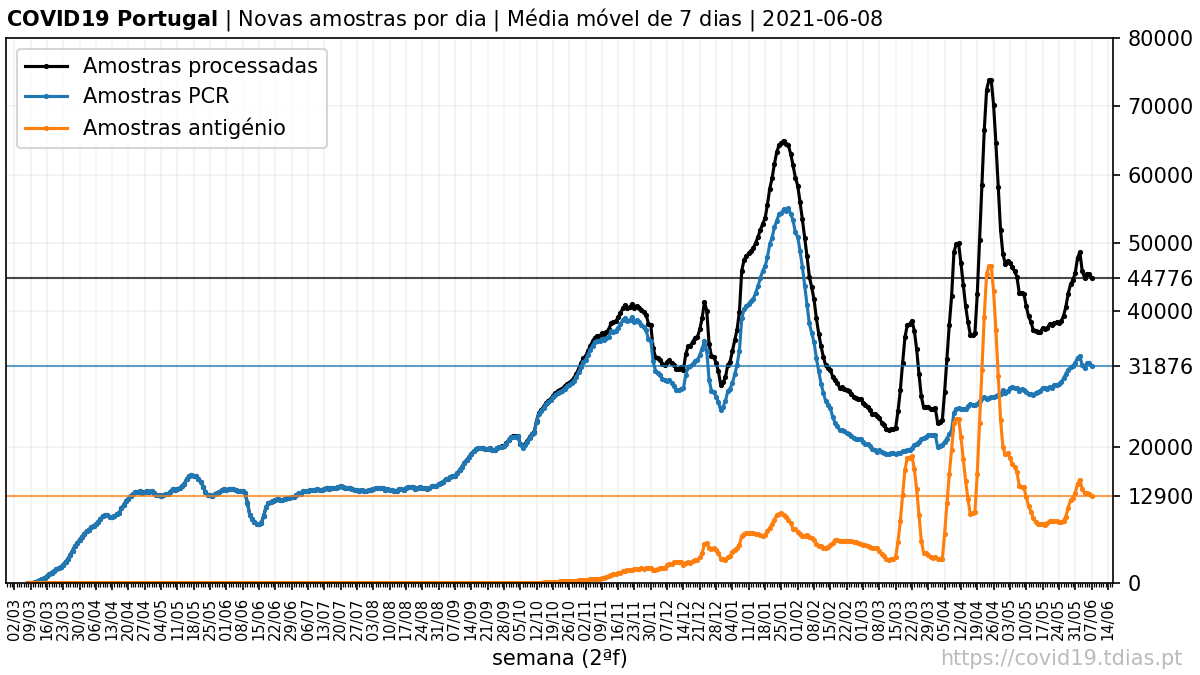 COVID19 Portugal | Novas amostras por dia | Média móvel de 7 dias | 2021-06-08
Amostras processadas
Amostras PCR
Amostras antigénio
80000
70000
60000
50000
44776
40000
31876
20000
12900
0
02/03 09/03 16/03 23/03 30/03 06/04 13/04 20/04 27/04 04/05 11/05 18/05 25/05 01/06 08/06 15/06 22/06 29/06 06/07 13/07 20/07 27/07 03/08 10/08 17/08 24/08 31/08 07/09 14/09 21/09 28/09 05/10 12/10 19/10 26/10 02/11 09/11 16/11 23/11 30/11 07/12 14/12 21/12 28/12 04/01 11/01 18/01 25/01 01/02 08/02 15/02 22/02 01/03 08/03 15/03 22/03 29/03 05/04 12/04 19/04 26/04 03/05 10/05 17/05 24/05 31/05 07/06 14/06
semana (2ªf)
https://covid19.tdias.pt